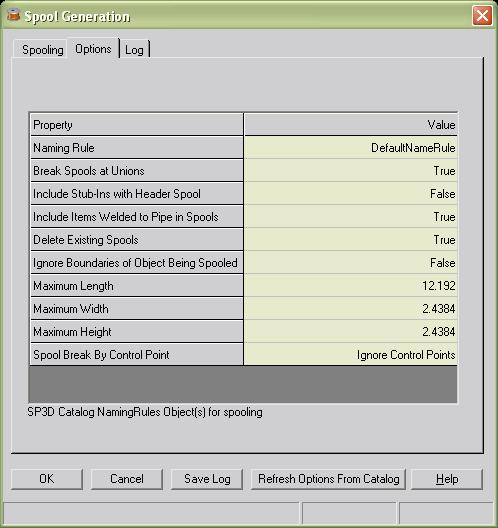 Spool Generation
Spooling Options Log
Property Value
Naming Rule DefaultNameRule
Break Spools at Unions True
Include Stub-Ins with Header Spool False
Include Items Welded to Pipe in Spools True
Delete Existing Spools True
Ignore Boundaries of Object Being Spooled False
Maximum Length 12.192
Maximum Width 2.4384
Maximum Height 2.4384
Spool Break By Control Point Ignore Control Points
SP3D Catalog NamingRules Object(s) for spooling
OK Cancel Save Log Refresh Options From Catalog Help